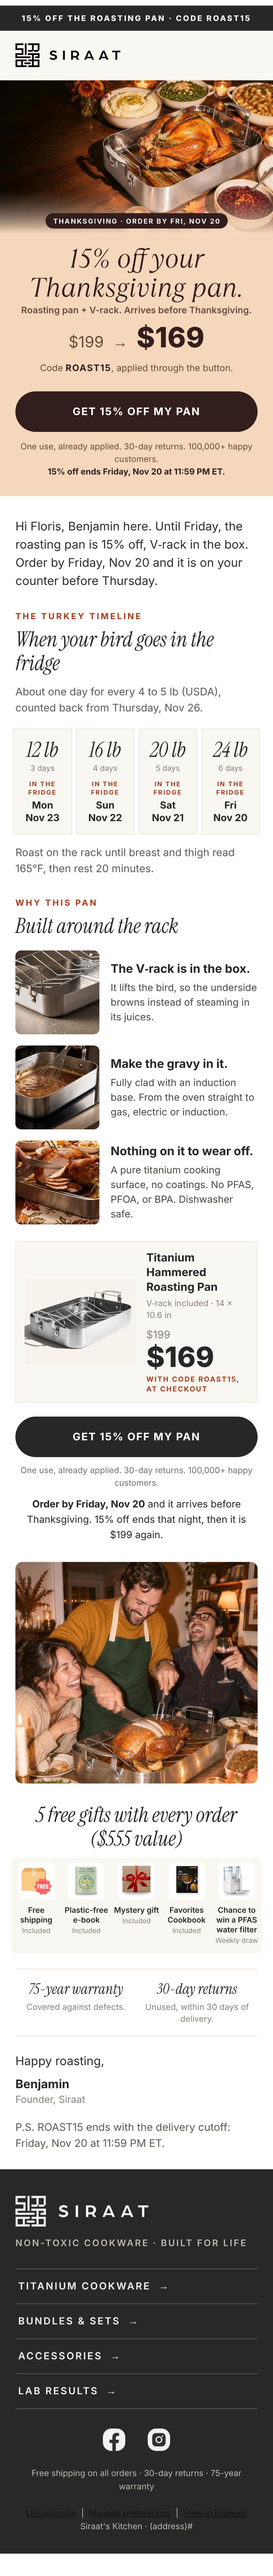 15% OFF THE ROASTING PAN · CODE ROAST15
SIRAAT
THANKSGIVING · ORDER BY FRI, NOV 20
15% off your
Thanksgiving pan.
Roasting pan + V-rack. Arrives before Thanksgiving.
$199 → $169
Code ROAST15, applied through the button.
GET 15% OFF MY PAN
One use, already applied. 30-day returns. 100,000+ happy
customers.
15% off ends Friday, Nov 20 at 11:59 PM ET.
Hi Floris, Benjamin here. Until Friday, the
roasting pan is 15% off, V-rack in the box.
Order by Friday, Nov 20 and it is on your
counter before Thursday.
THE TURKEY TIMELINE
When your bird goes in the
fridge
About one day for every 4 to 5 lb (USDA),
counted back from Thursday, Nov 26.
12 lb
3 days
IN THE
FRIDGE
Mon
Nov 23
16 lb
4 days
IN THE
FRIDGE
Sun
Nov 22
20 lb
5 days
IN THE
FRIDGE
Sat
Nov 21
24 lb
6 days
IN THE
FRIDGE
Fri
Nov 20
Roast on the rack until breast and thigh read
165°F, then rest 20 minutes.
WHY THIS PAN
Built around the rack
The V-rack is in the box.
It lifts the bird, so the underside
browns instead of steaming in
its juices.
Make the gravy in it.
Fully clad with an induction
base. From the oven straight to
gas, electric or induction.
Nothing on it to wear off.
A pure titanium cooking
surface, no coatings. No PFAS,
PFOA, or BPA. Dishwasher
safe.
Titanium
Hammered
Roasting Pan
V-rack included · 14 ×
10.6 in
$199
$169
WITH CODE ROAST15,
AT CHECKOUT
GET 15% OFF MY PAN
One use, already applied. 30-day returns. 100,000+ happy
customers.
Order by Friday, Nov 20 and it arrives before
Thanksgiving. 15% off ends that night, then it is
$199 again.
5 free gifts with every order
($555 value)
FREE
Free
shipping
Included
Plastic-free
e-book
Included
Mystery gift
Included
Favorites
Cookbook
Included
Chance to
win a PFAS
water filter
Weekly draw
75-year warranty
Covered against defects.
30-day returns
Unused, within 30 days of
delivery.
Happy roasting,
Benjamin
Founder, Siraat
P.S. ROAST15 ends with the delivery cutoff:
Friday, Nov 20 at 11:59 PM ET.
SIRAAT
NON-TOXIC COOKWARE · BUILT FOR LIFE
TITANIUM COOKWARE →
BUNDLES & SETS →
ACCESSORIES →
LAB RESULTS →
Free shipping on all orders · 30-day returns · 75-year
warranty
Unsubscribe | Manage preferences | View in browser
Siraat's Kitchen · (address)#